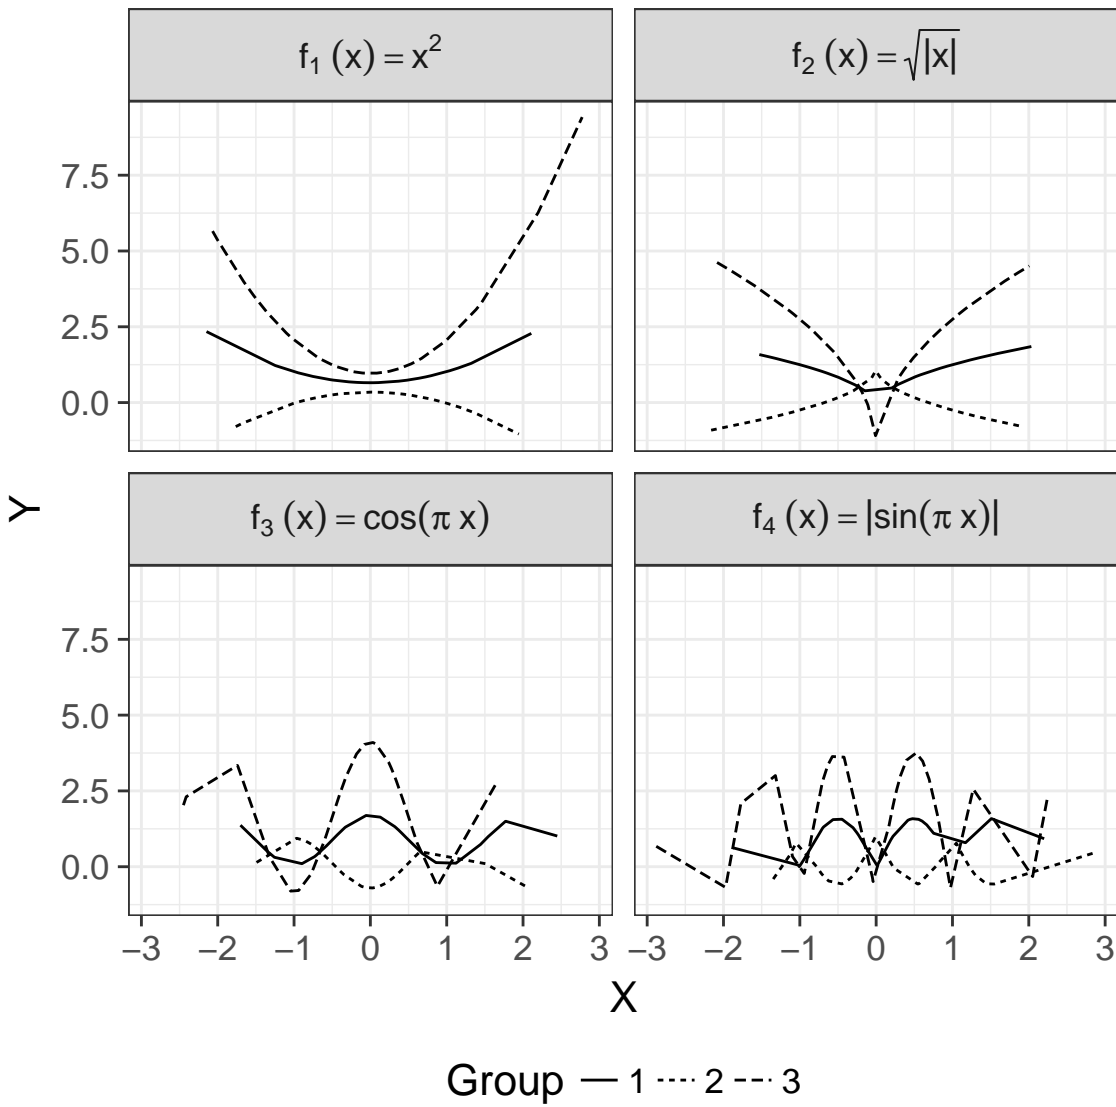 f₁ (x) = x²
f₂ (x) = √|x|
7.5
5.0
2.5
0.0
Y
f₃ (x) = cos(π x)
f₄ (x) = |sin(π x)|
7.5
5.0
2.5
0.0
−3 −2 −1 0 1 2 3
−3 −2 −1 0 1 2 3
X
Group 1 2 3